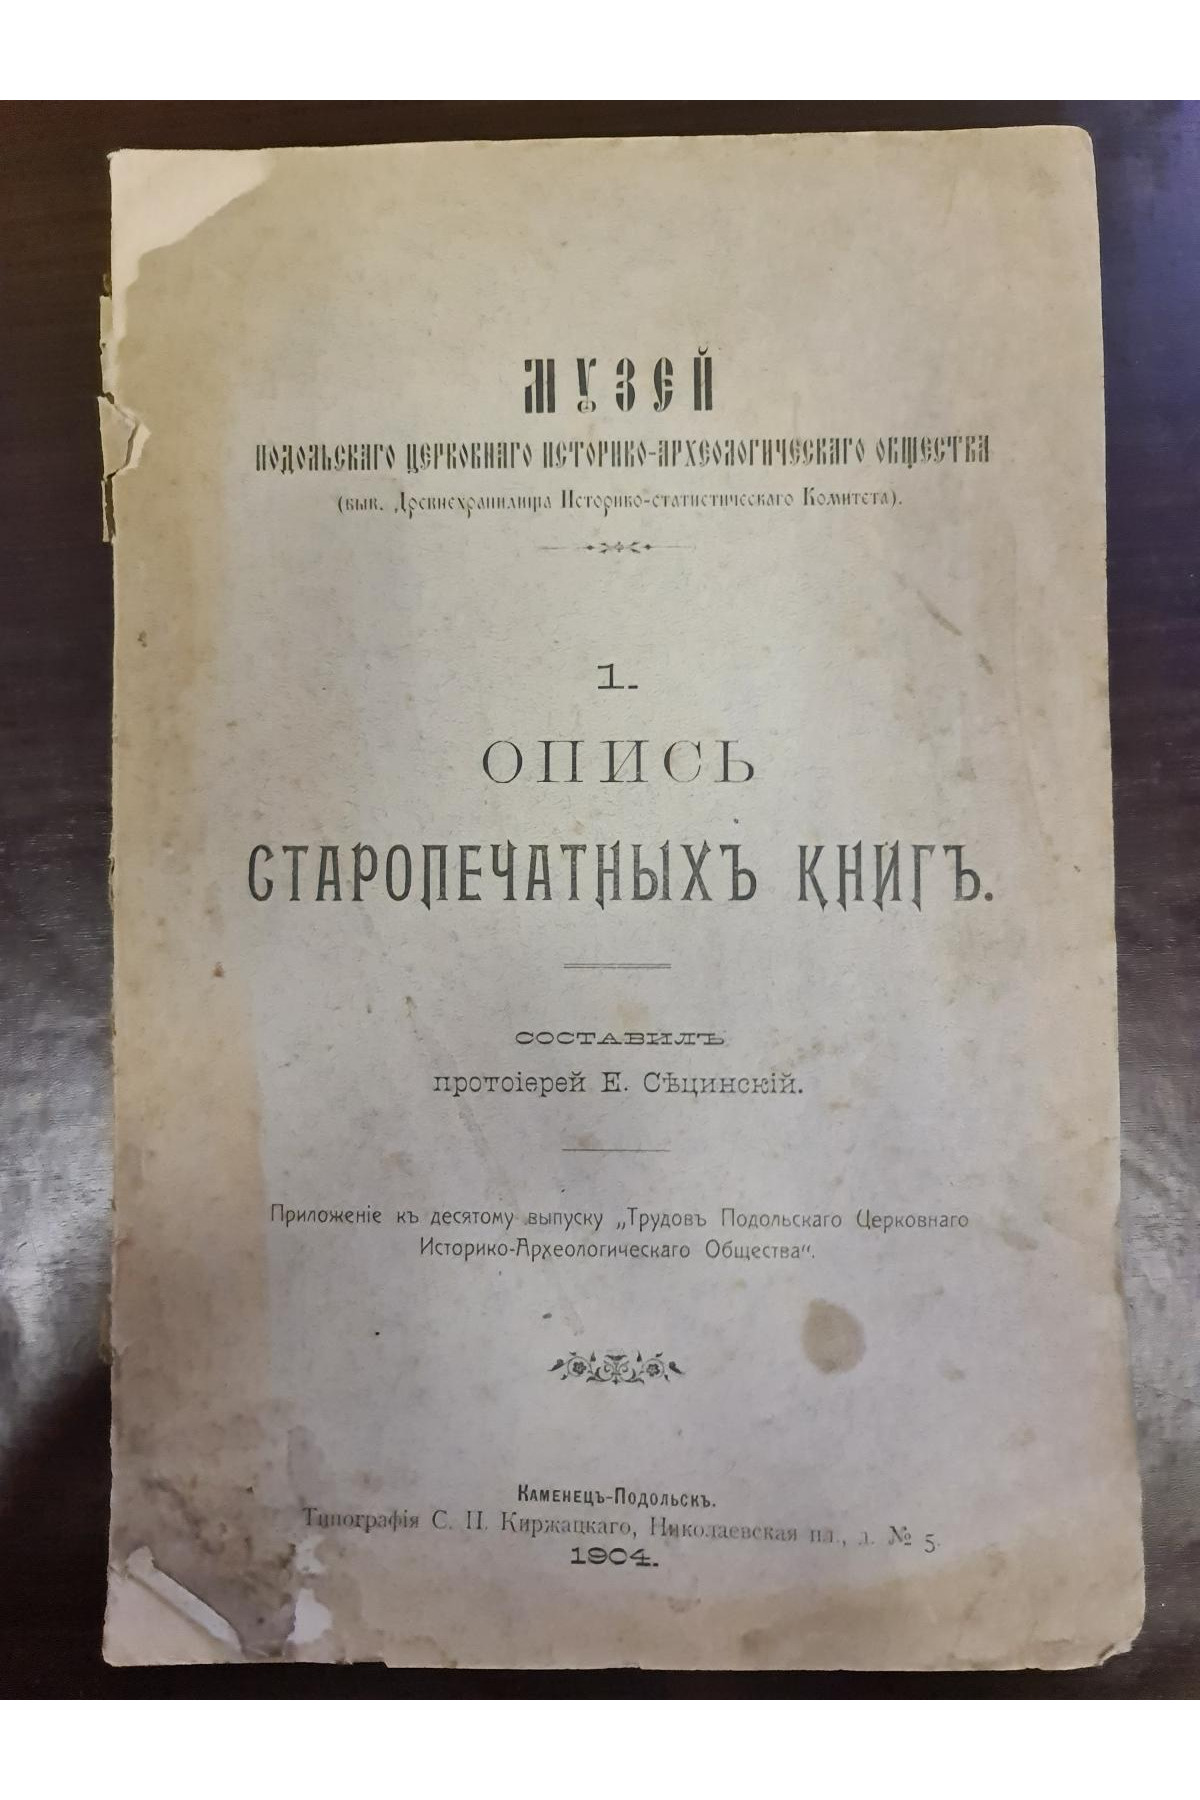 МУЗЕЙ
ПОДОЛЬСКАГО ЦЕРКОВНАГО ИСТОРИКО-АРХЕОЛОГИЧЕСКАГО ОБЩЕСТВА
(быв. Древнехранилища Историко-статистическаго Комитета).
1.
ОПИСЬ
СТАРОПЕЧАТНЫХЪ КНИГЪ.
СОСТАВИЛЪ
протоіерей Е. Сѣцинскій.
Приложеніе къ десятому выпуску „Трудовъ Подольскаго Церковнаго
Историко-Археологическаго Общества“.
Каменецъ-Подольскъ.
Типографія С. П. Киржацкаго, Николаевская пл., д. № 5.
1904.